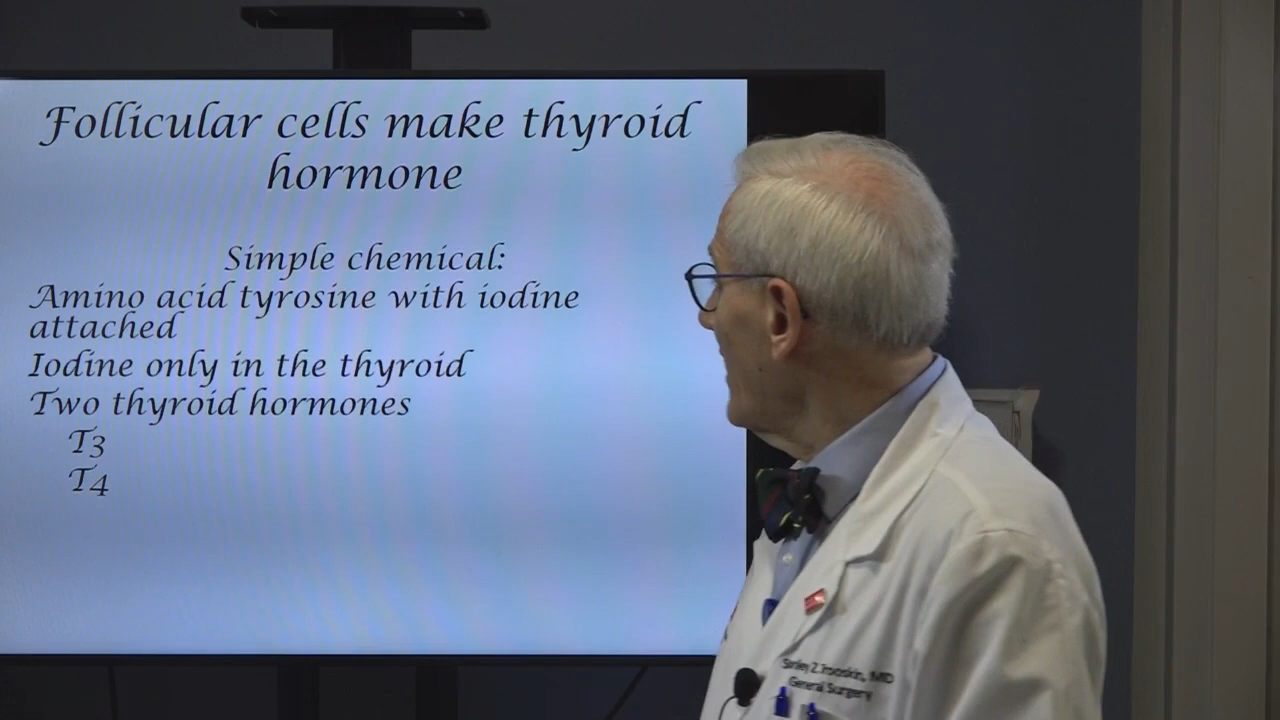 Follicular cells make thyroid
hormone
Simple chemical:
Amino acid tyrosine with iodine
attached
Iodine only in the thyroid
Two thyroid hormones
T3
T4
MD
General Surgery